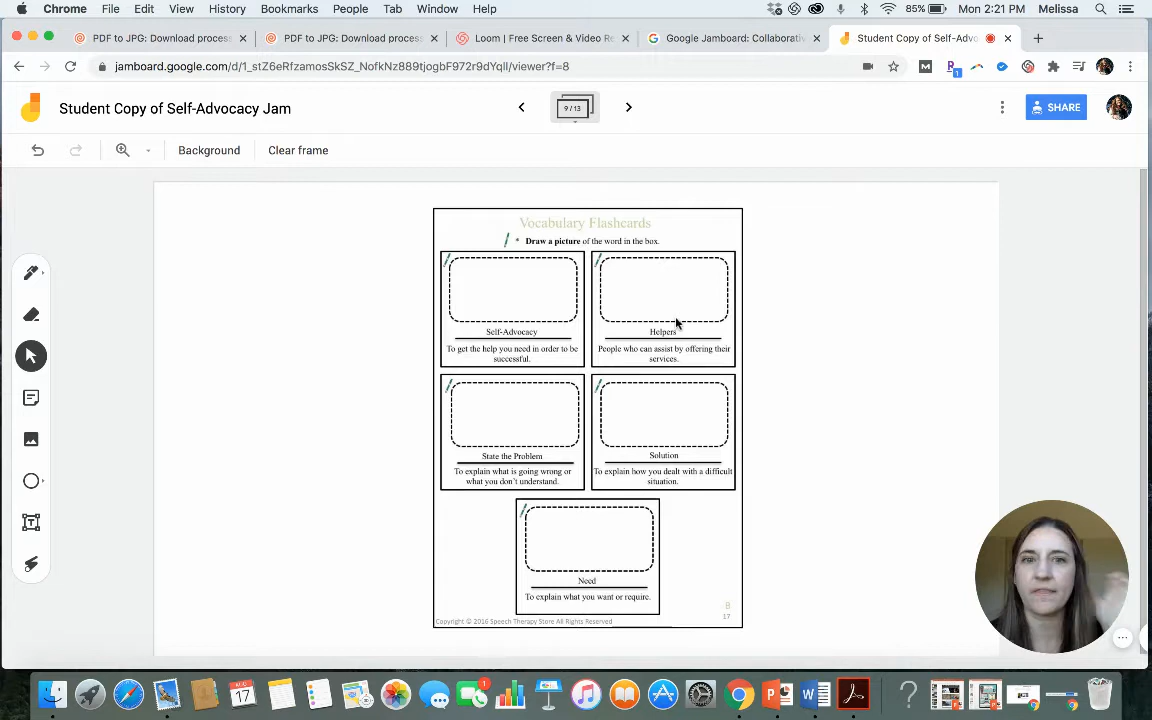 Chrome File Edit View History Bookmarks People Tab Window Help 85% Mon 2:21 PM Melissa
PDF to JPG: Download process PDF to JPG: Download process Loom | Free Screen & Video Re Google Jamboard: Collaborativ Student Copy of Self-Advo
jamboard.google.com/d/1_stZ6eRfzamosSkSZ_NofkNz889tjogbF972r9dYqlI/viewer?f=8
Student Copy of Self-Advocacy Jam
9 / 13
SHARE
Background Clear frame
Vocabulary Flashcards
• Draw a picture of the word in the box.
Self-Advocacy
To get the help you need in order to be
successful.
Helpers
People who can assist by offering their
services.
State the Problem
To explain what is going wrong or
what you don't understand.
Solution
To explain how you dealt with a difficult
situation.
Need
To explain what you want or require.
8
17
Copyright © 2016 Speech Therapy Store All Rights Reserved
AUG
17
1